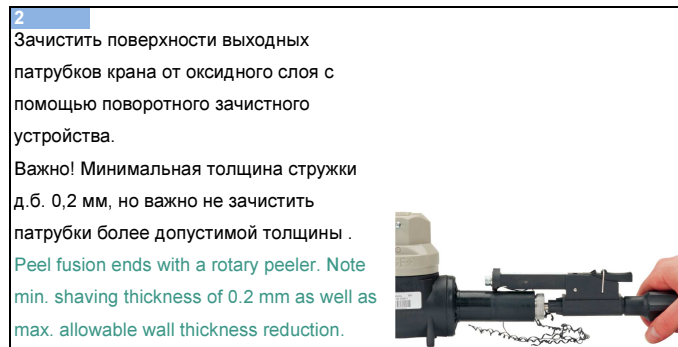 2
Зачистить поверхности выходных
патрубков крана от оксидного слоя с
помощью поворотного зачистного
устройства.
Важно! Минимальная толщина стружки
д.б. 0,2 мм, но важно не зачистить
патрубки более допустимой толщины .
Peel fusion ends with a rotary peeler. Note
min. shaving thickness of 0.2 mm as well as
max. allowable wall thickness reduction.